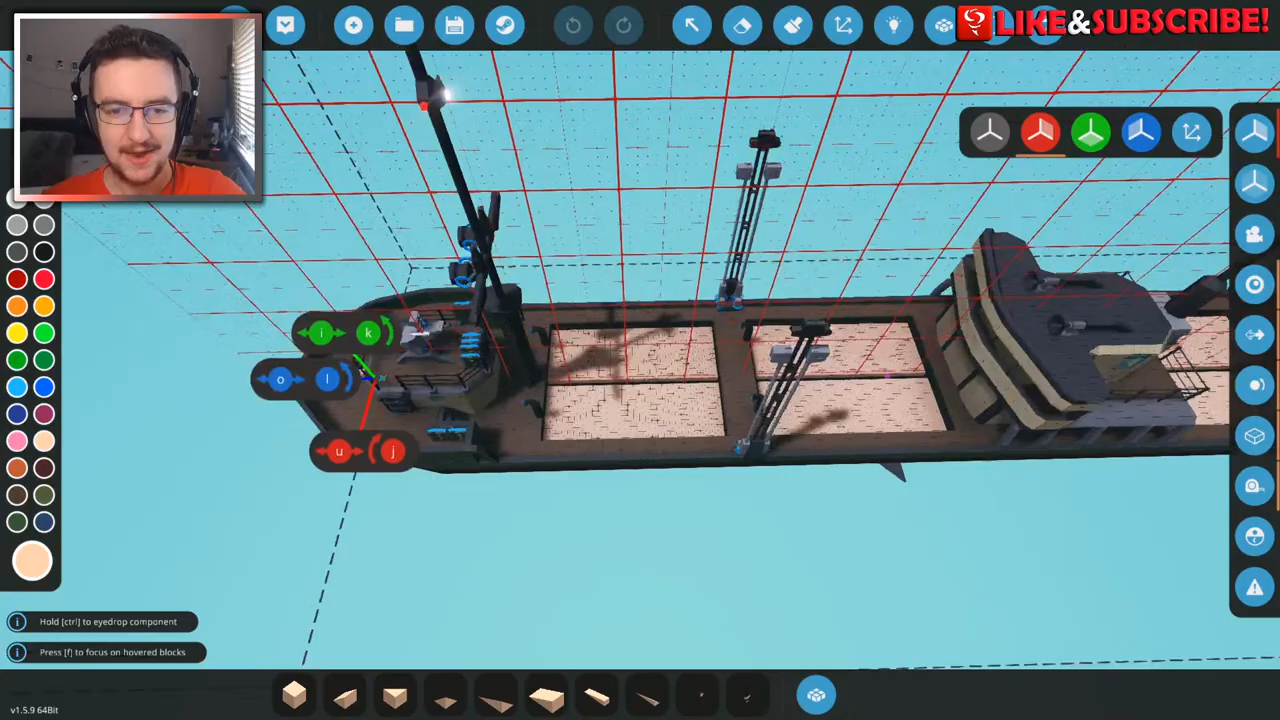 LIKE&SUBSCRIBE!
i k
o l
u j
Hold [ctrl] to eyedrop component
Press [f] to focus on hovered blocks
v1.5.9 64Bit